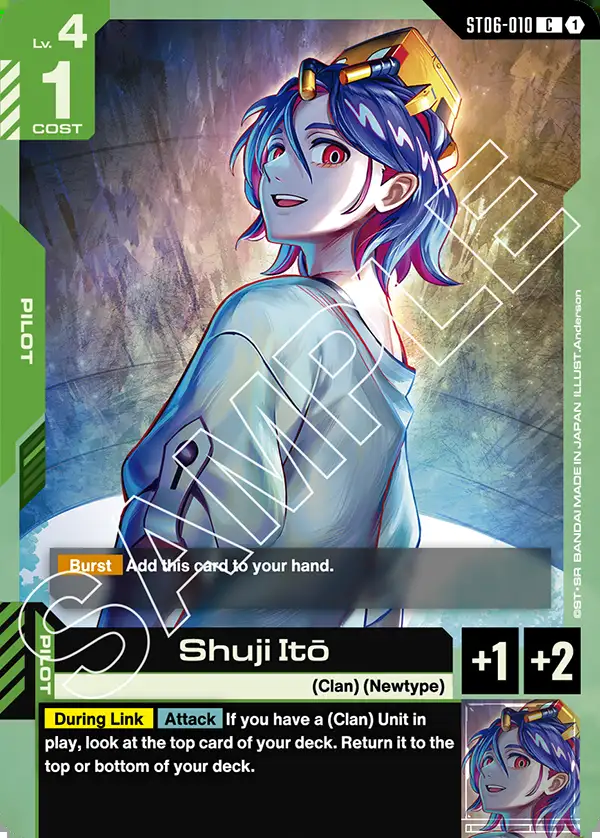 Lv. 4
1
COST
ST06-010 C 1
PILOT
SAMPLE
©ST・SR BANDAI MADE IN JAPAN ILLUST.Anderson
Burst Add this card to your hand.
PILOT
Shuji Itō
(Clan) (Newtype)
+1 +2
During Link Attack If you have a (Clan) Unit in
play, look at the top card of your deck. Return it to the
top or bottom of your deck.